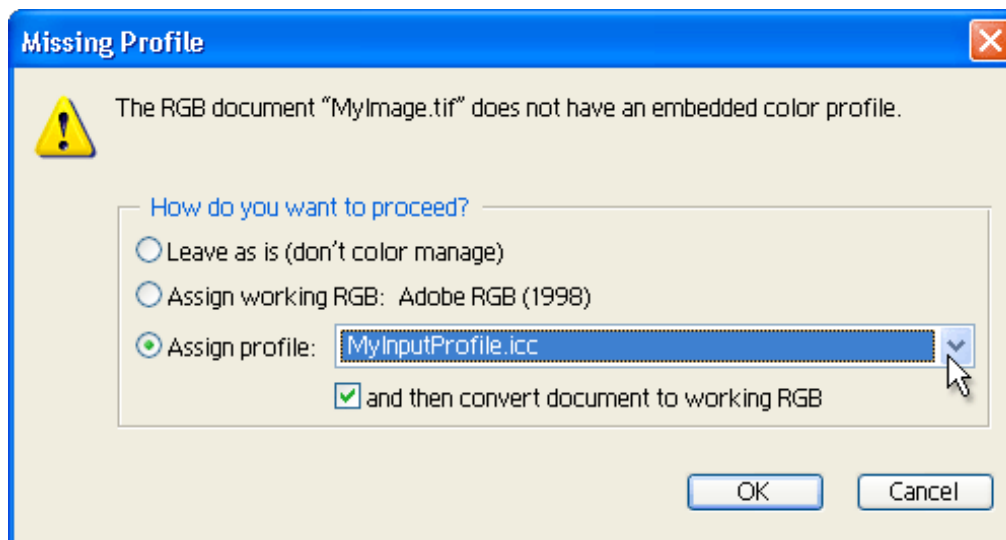 Missing Profile
The RGB document “MyImage.tif” does not have an embedded color profile.
How do you want to proceed?
Leave as is (don't color manage)
Assign working RGB: Adobe RGB (1998)
Assign profile: MyInputProfile.icc
and then convert document to working RGB
OK Cancel